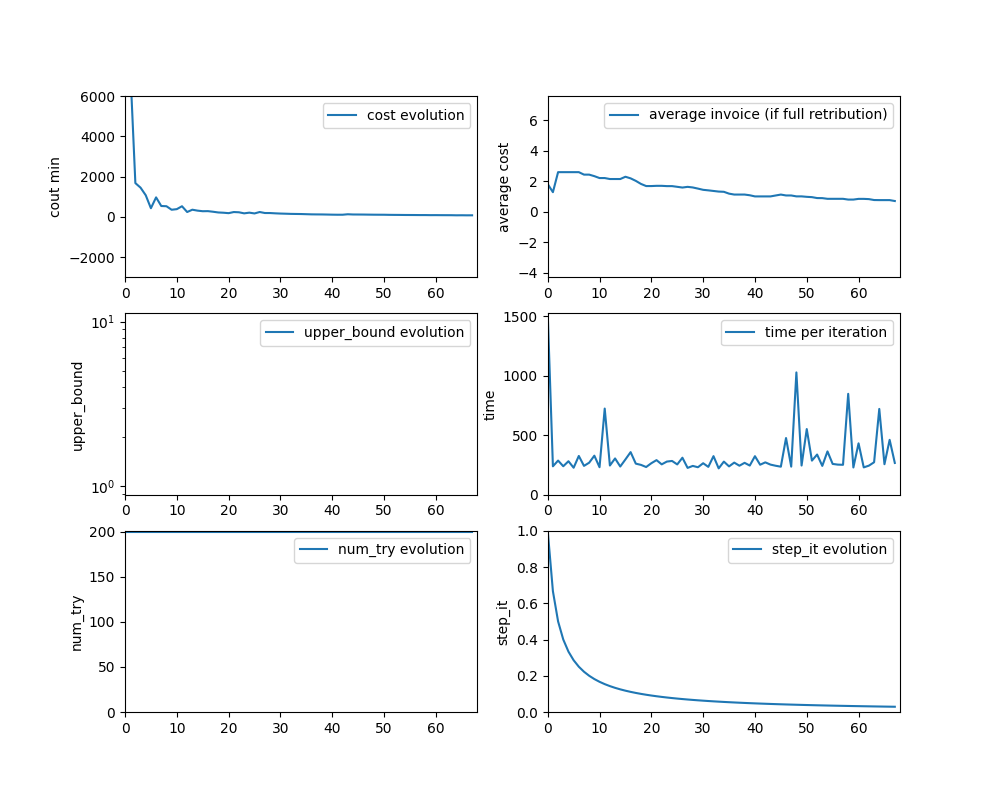 6000
4000
2000
0
−2000
cout min
cost evolution
0 10 20 30 40 50 60
6
4
2
0
−2
−4
average cost
average invoice (if full retribution)
0 10 20 30 40 50 60
10¹
10⁰
upper_bound
upper_bound evolution
0 10 20 30 40 50 60
1500
1000
500
0
time
time per iteration
0 10 20 30 40 50 60
200
150
100
50
0
num_try
num_try evolution
0 10 20 30 40 50 60
1.0
0.8
0.6
0.4
0.2
0.0
step_it
step_it evolution
0 10 20 30 40 50 60